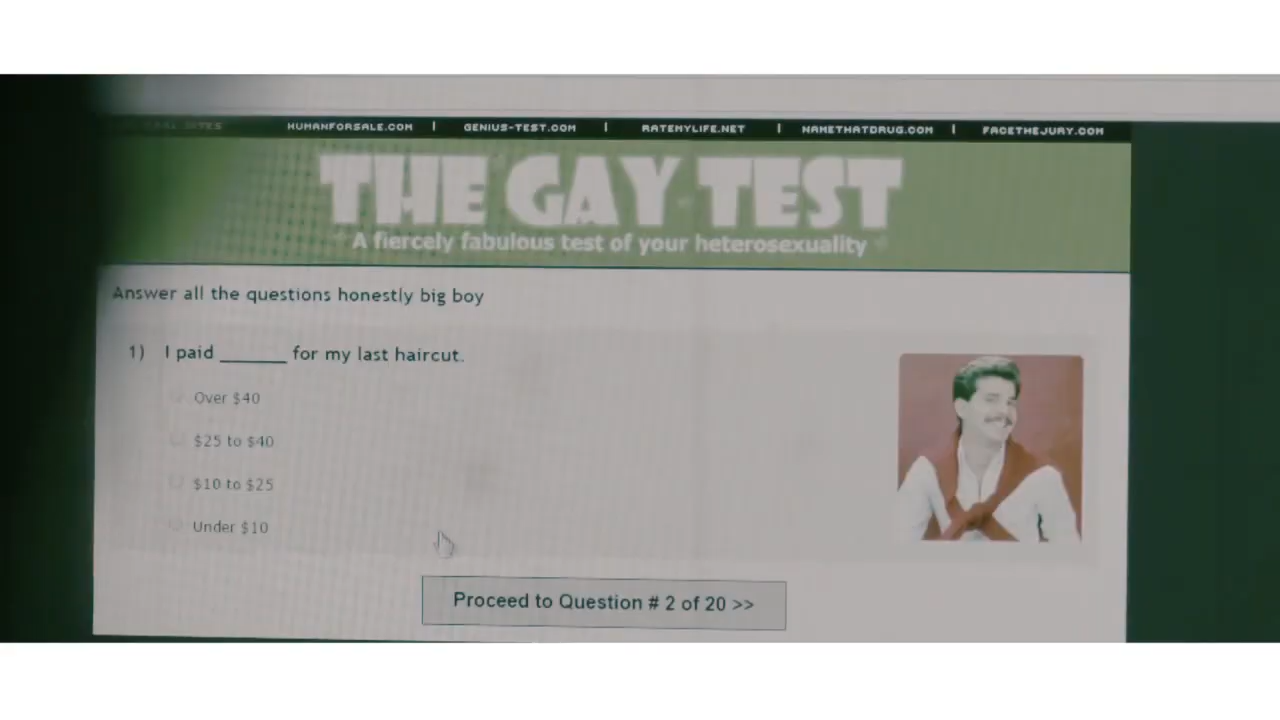 SITES HUMANFORSALE.COM | GENIUS-TEST.COM | RATEMYLIFE.NET | NAMETHATDRUG.COM | FACETHEJURY.COM
THE GAY TEST
A fiercely fabulous test of your heterosexuality
Answer all the questions honestly big boy
1) I paid ______ for my last haircut.
Over $40
$25 to $40
$10 to $25
Under $10
Proceed to Question # 2 of 20 >>